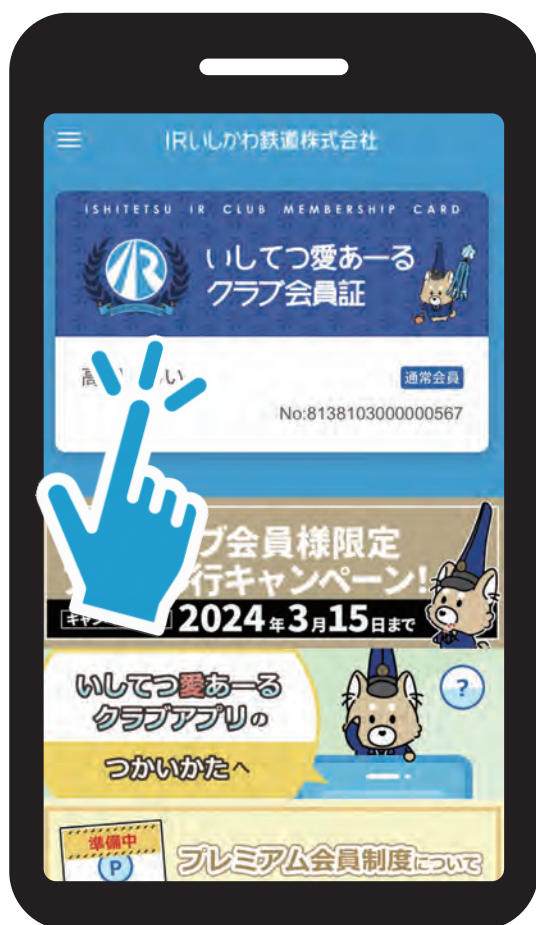 IRいしかわ鉄道株式会社
ISHITETSU IR CLUB MEMBERSHIP CARD
IR
いしてつ愛あーる
クラブ会員証
通常会員
No:8138103000000567
会員様限定
行キャンペーン!
2024年3月15日まで
いしてつ愛あーる
クラブアプリの
つかいかたへ
?
準備中
P
プレミアム会員制度について